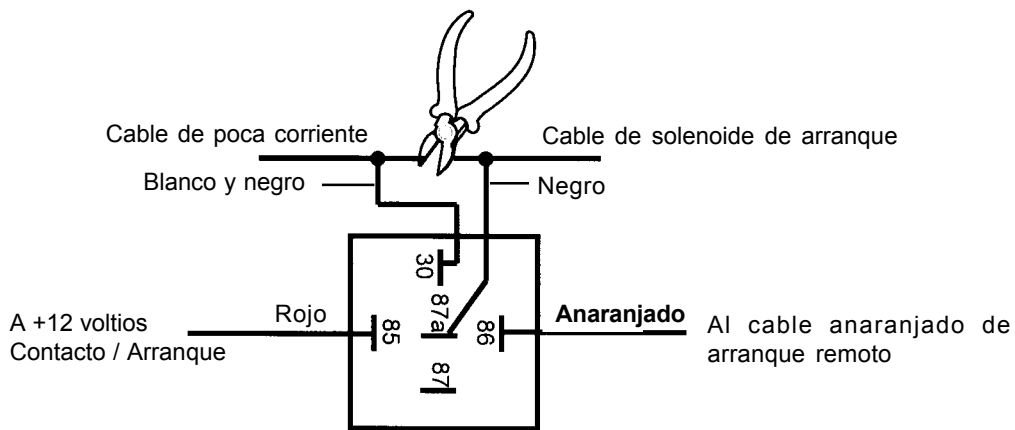 Cable de poca corriente
Cable de solenoide de arranque
Blanco y negro
Negro
30
87a
85
86
87
Rojo
Anaranjado
A +12 voltios
Contacto / Arranque
Al cable anaranjado de
arranque remoto